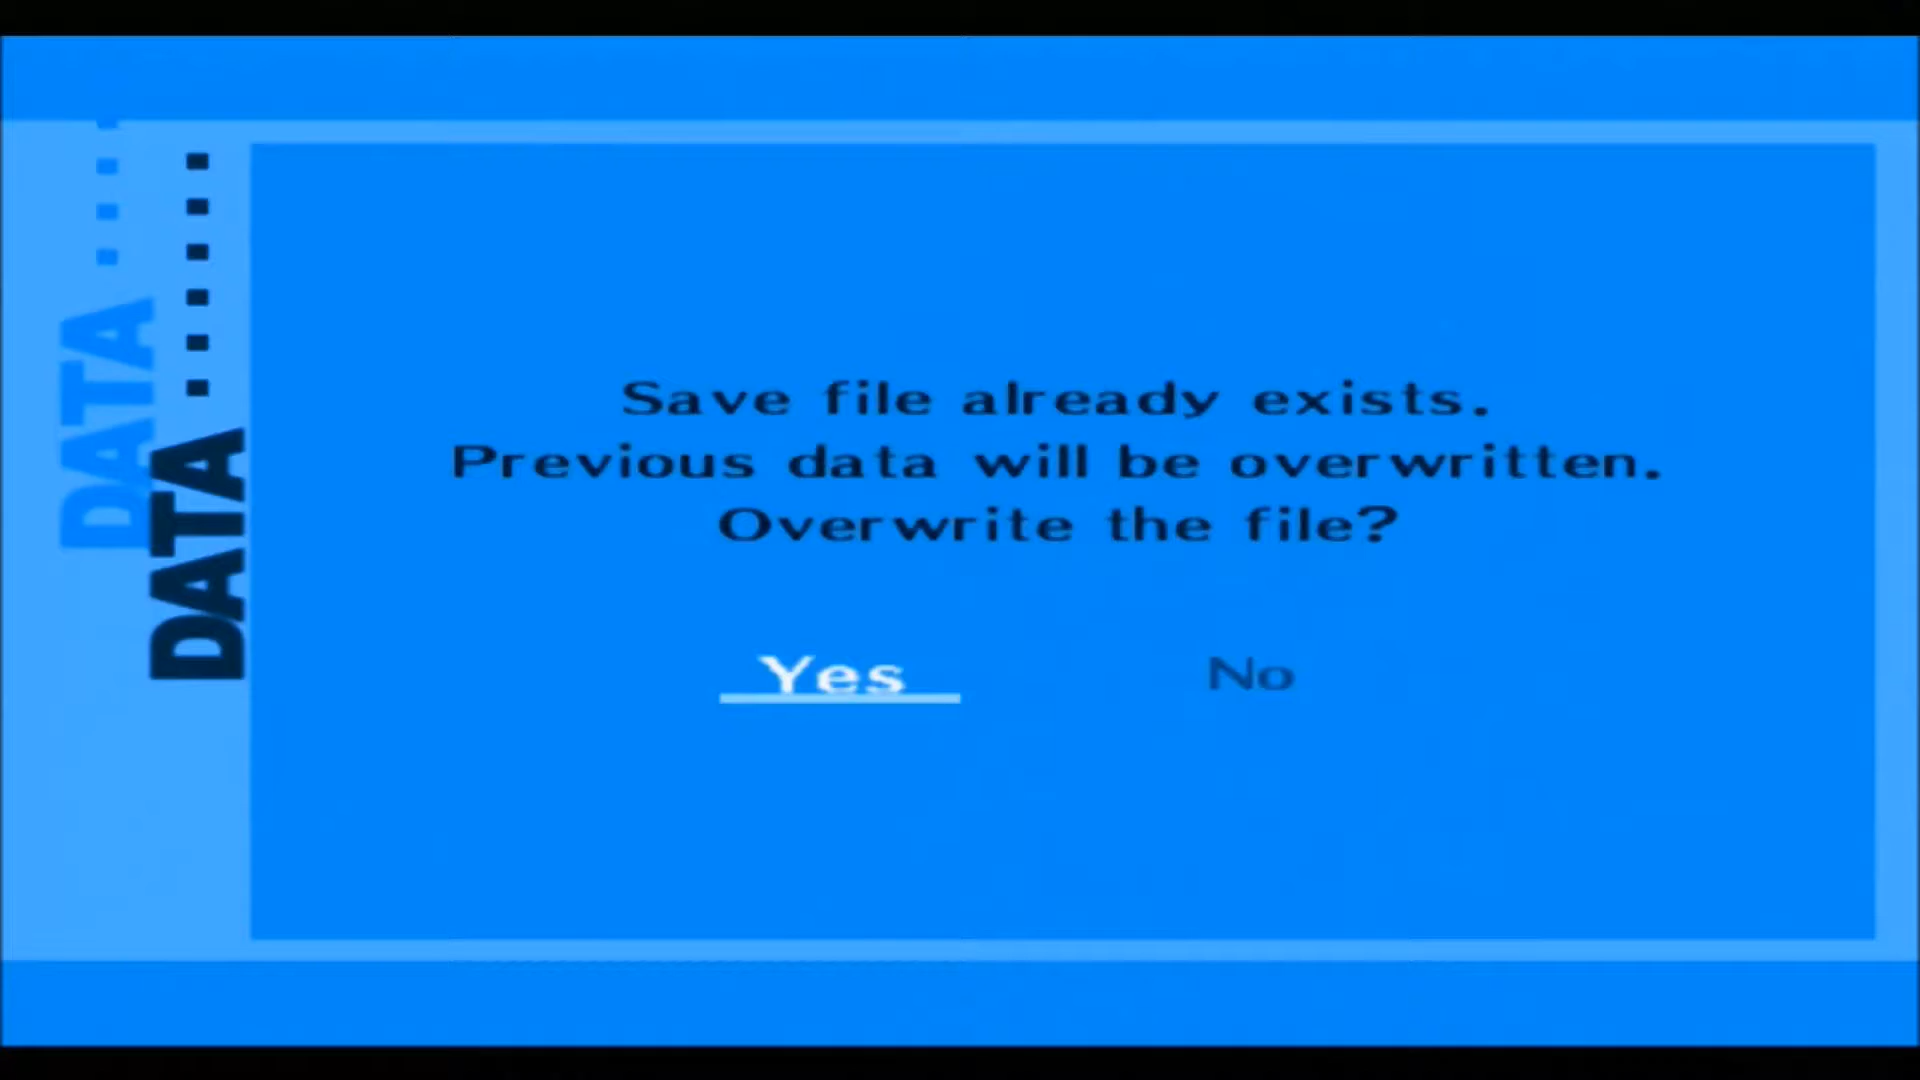 DATA
DATA
Save file already exists.
Previous data will be overwritten.
Overwrite the file?
Yes No